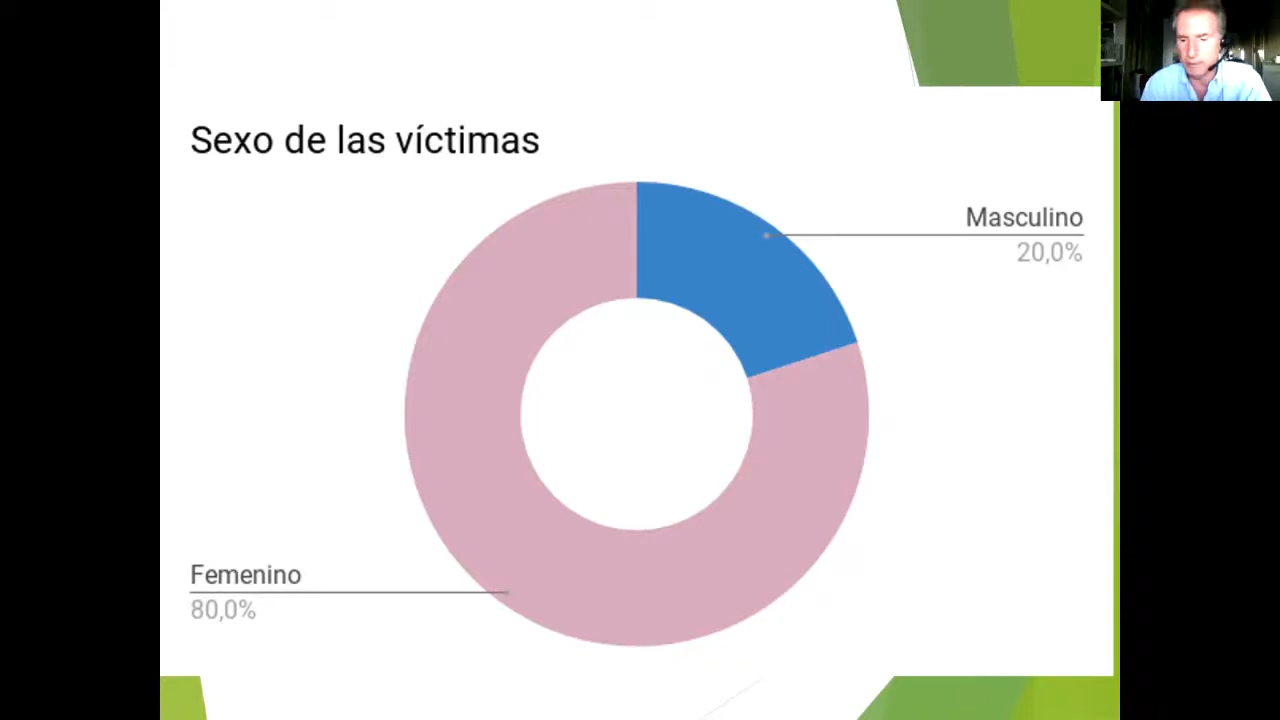 Sexo de las víctimas
Masculino
20,0%
Femenino
80,0%